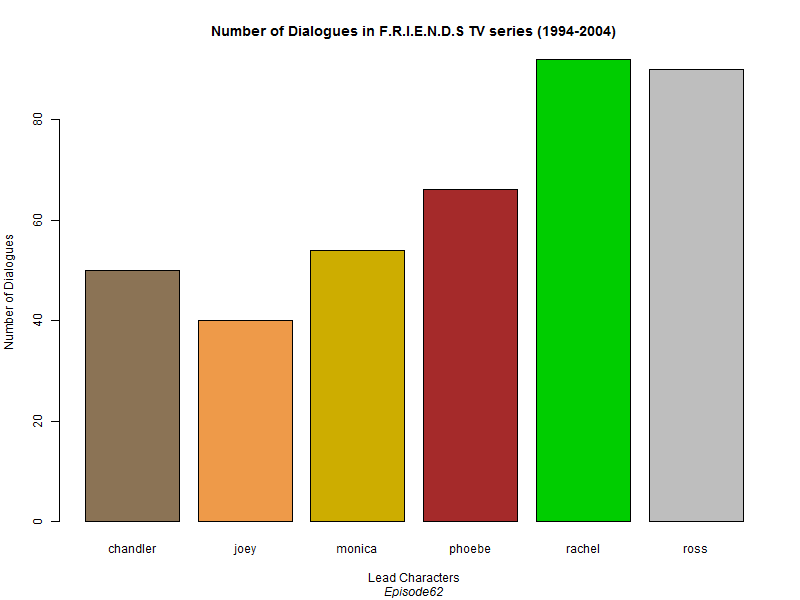 Number of Dialogues in F.R.I.E.N.D.S TV series (1994-2004)
Number of Dialogues
80
60
40
20
0
chandler joey monica phoebe rachel ross
Lead Characters
Episode62